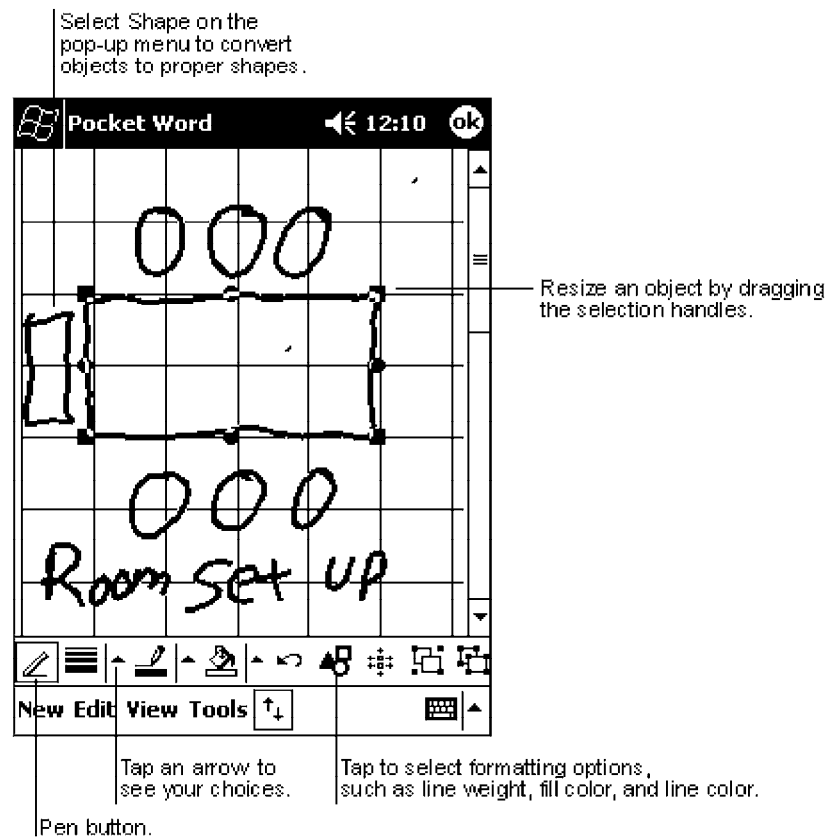 Select Shape on the
pop-up menu to convert
objects to proper shapes.
Pocket Word 12:10 ok
Resize an object by dragging
the selection handles.
Room Set up
New Edit View Tools
Tap an arrow to
see your choices.
Tap to select formatting options,
such as line weight, fill color, and line color.
Pen button.